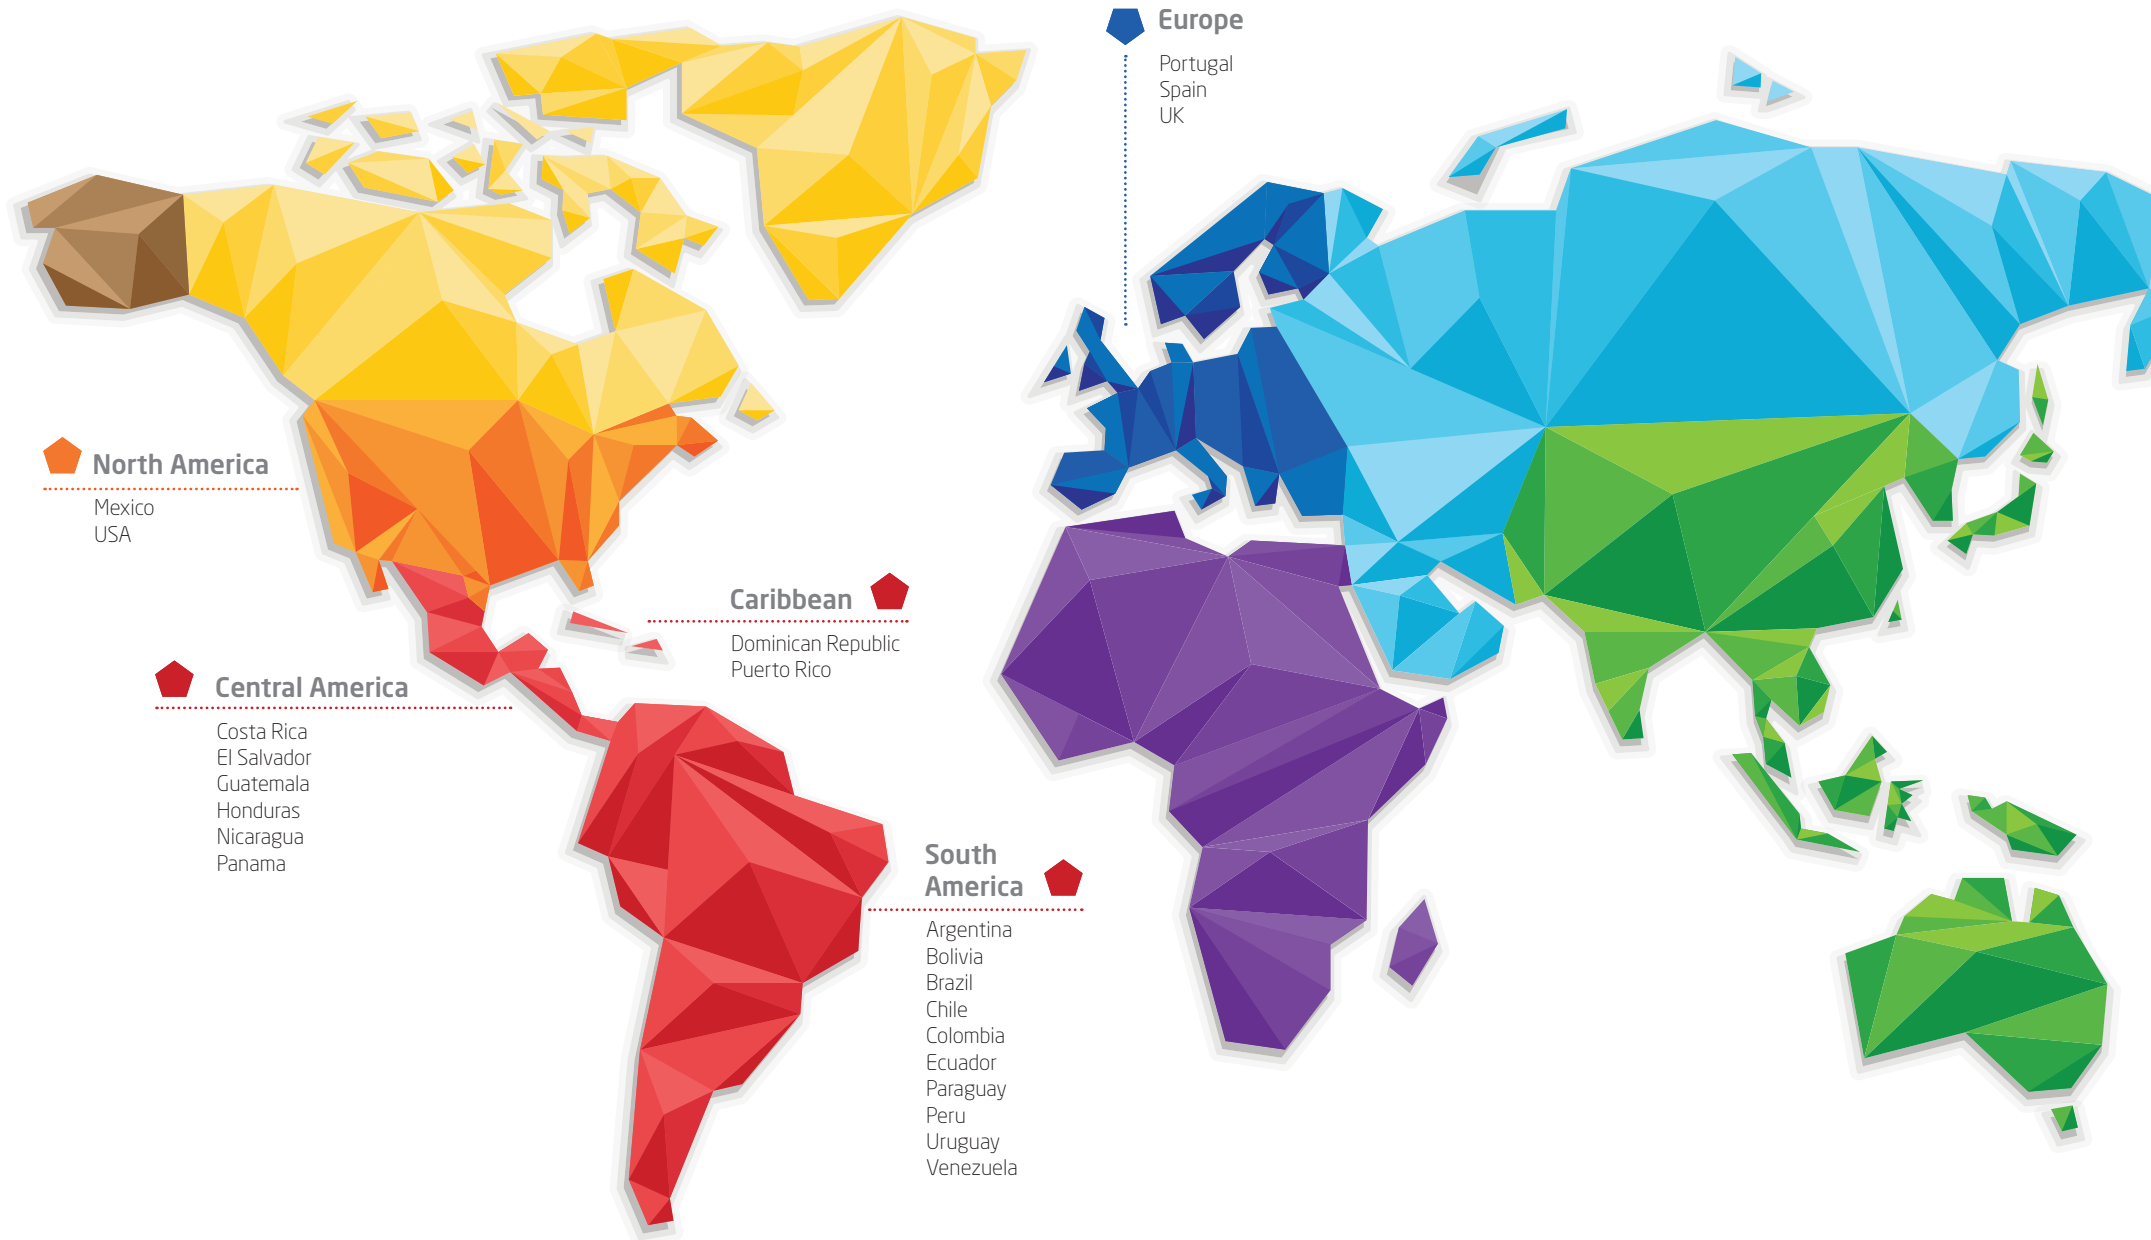 Europe
Portugal
Spain
UK
North America
Mexico
USA
Caribbean
Dominican Republic
Puerto Rico
Central America
Costa Rica
El Salvador
Guatemala
Honduras
Nicaragua
Panama
South
America
Argentina
Bolivia
Brazil
Chile
Colombia
Ecuador
Paraguay
Peru
Uruguay
Venezuela